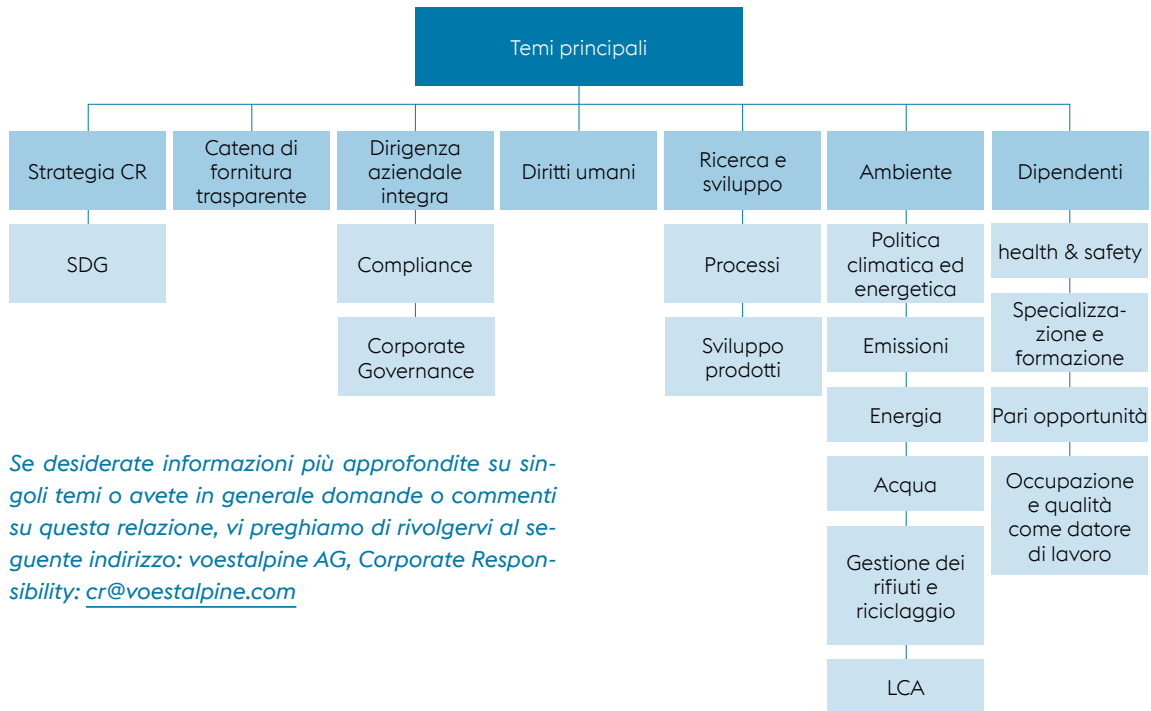 Temi principali
Strategia CR
Catena di
fornitura
trasparente
Dirigenza
aziendale
integra
Diritti umani
Ricerca e
sviluppo
Ambiente
Dipendenti
SDG
Compliance
Corporate
Governance
Processi
Sviluppo
prodotti
Politica
climatica ed
energetica
Emissioni
Energia
Acqua
Gestione dei
rifiuti e
riciclaggio
LCA
health & safety
Specializza-
zione e
formazione
Pari opportunità
Occupazione
e qualità
come datore
di lavoro
Se desiderate informazioni più approfondite su sin-
goli temi o avete in generale domande o commenti
su questa relazione, vi preghiamo di rivolgervi al se-
guente indirizzo: voestalpine AG, Corporate Respon-
sibility: cr@voestalpine.com